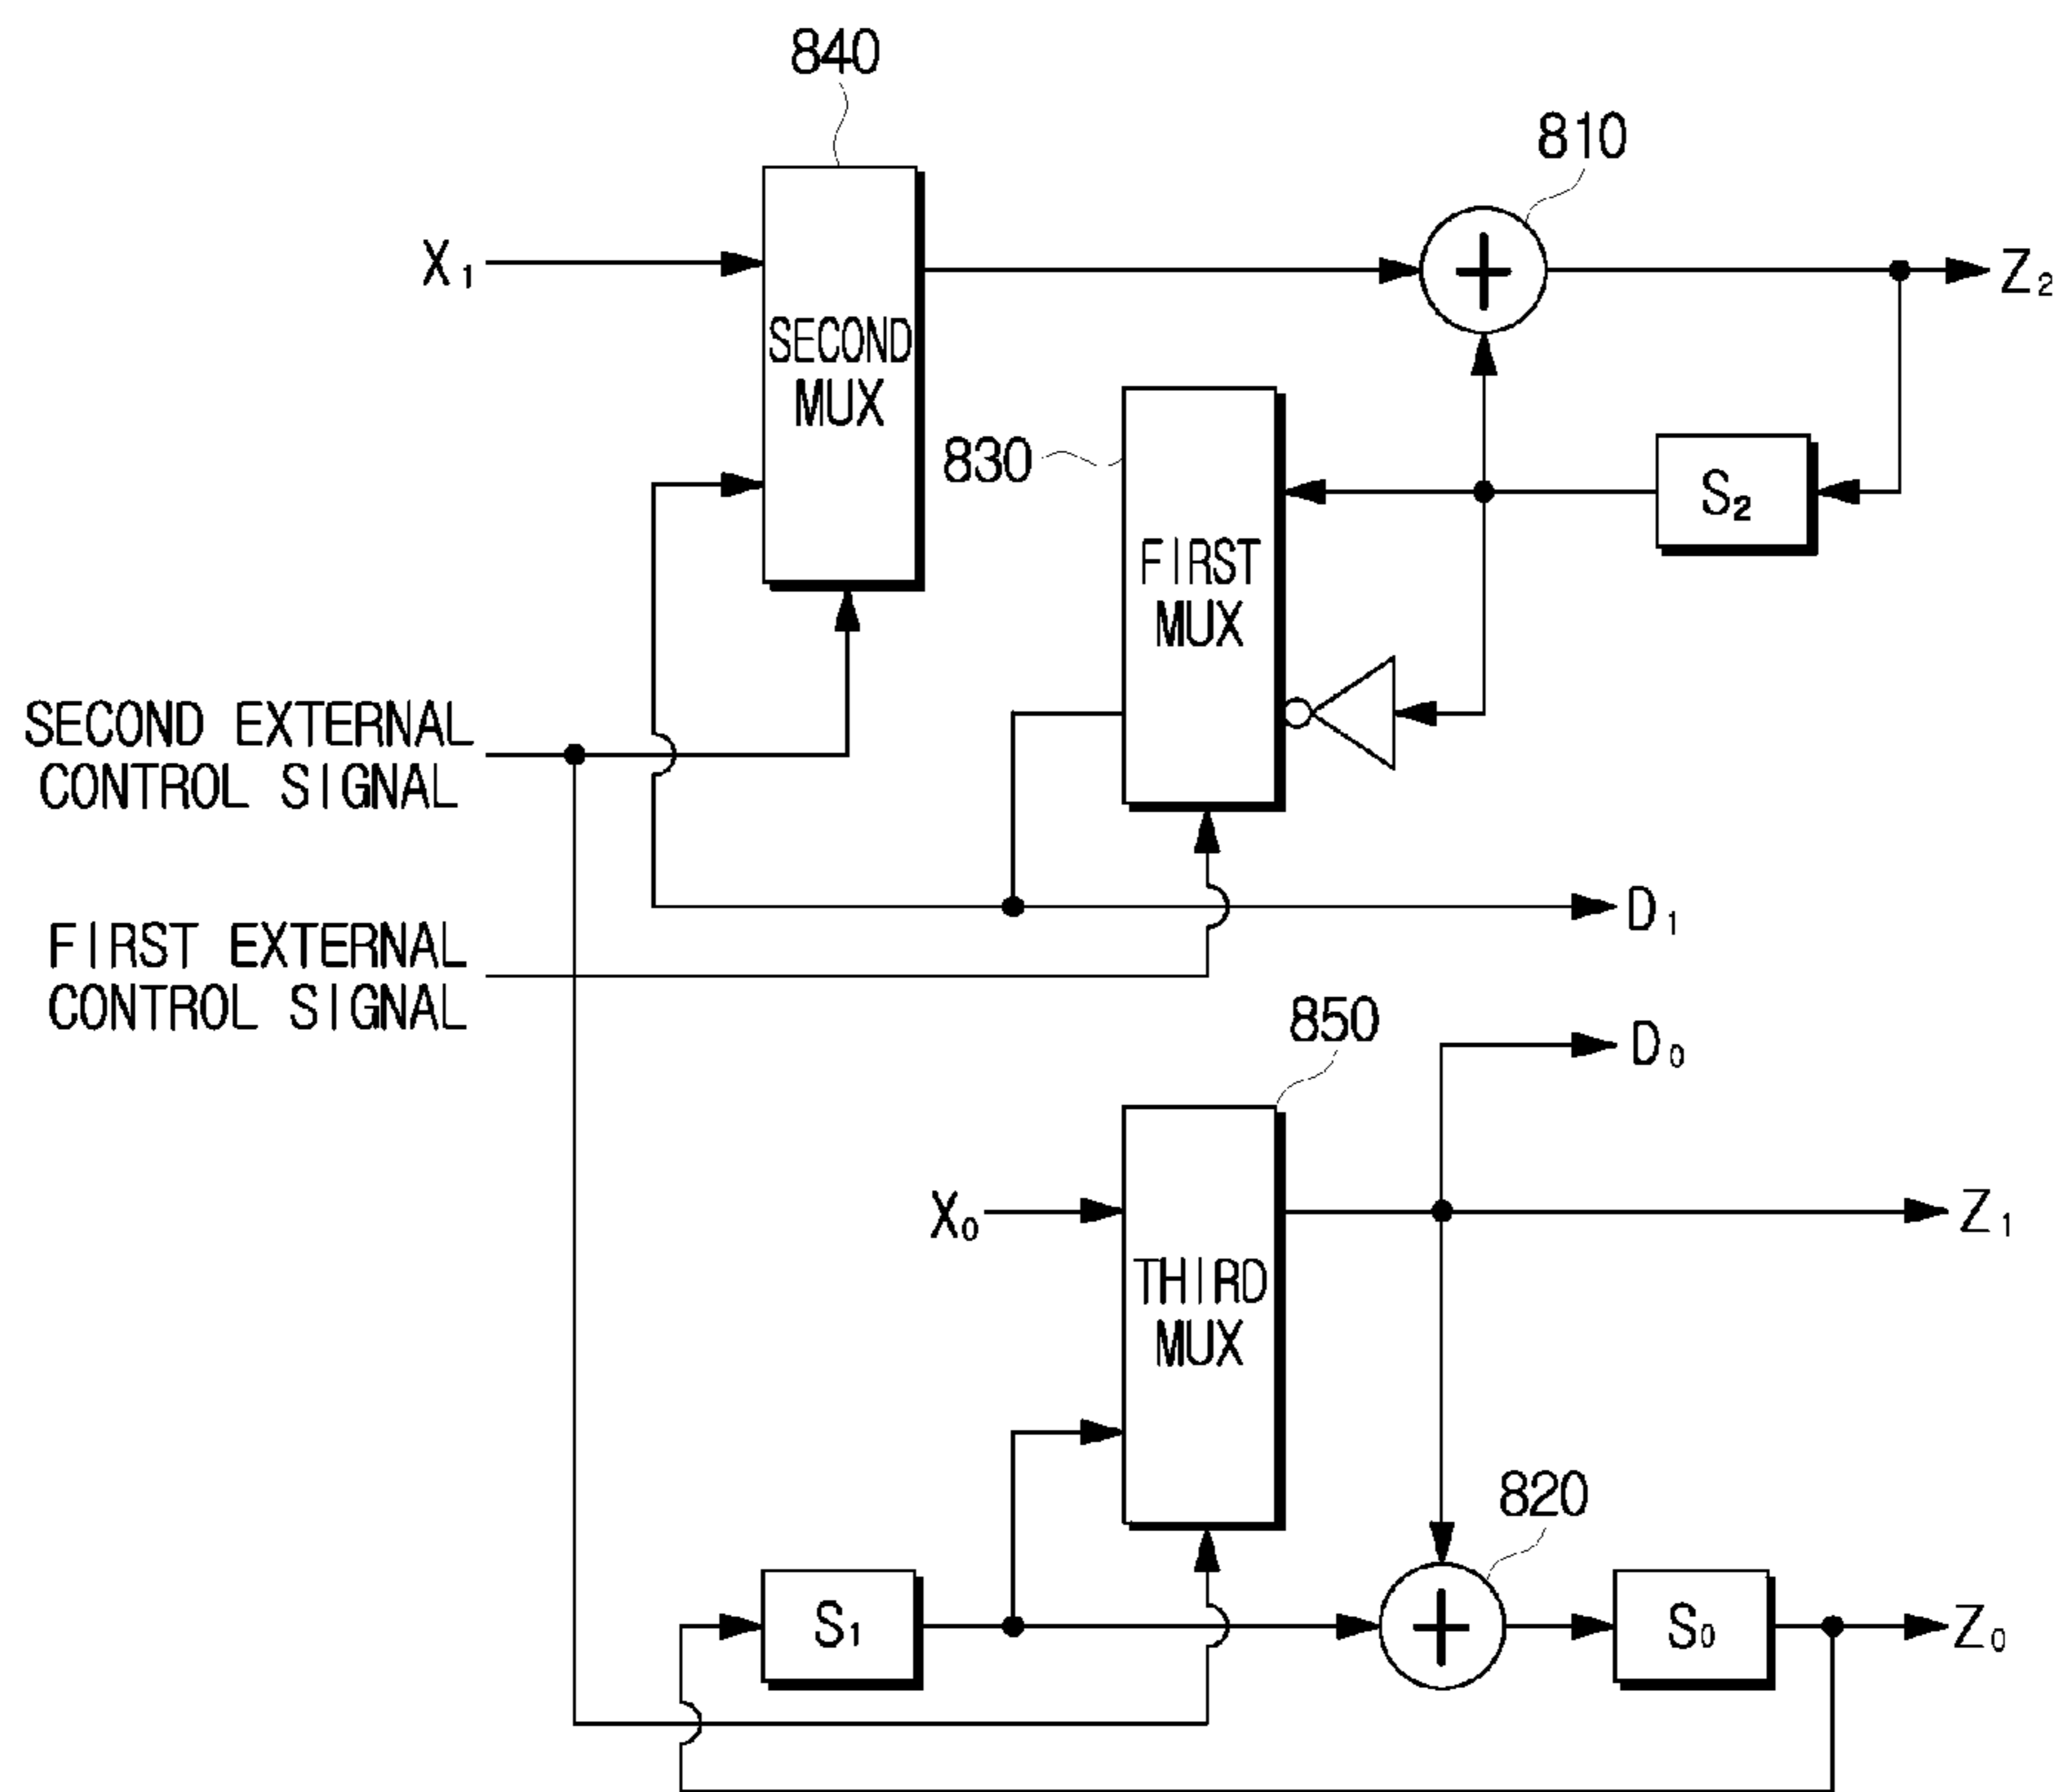 840
810
X₁
Z₂
SECOND
MUX
830
S₂
FIRST
MUX
SECOND EXTERNAL
CONTROL SIGNAL
D₁
FIRST EXTERNAL
CONTROL SIGNAL
850
D₀
X₀
Z₁
THIRD
MUX
820
S₁
S₀
Z₀